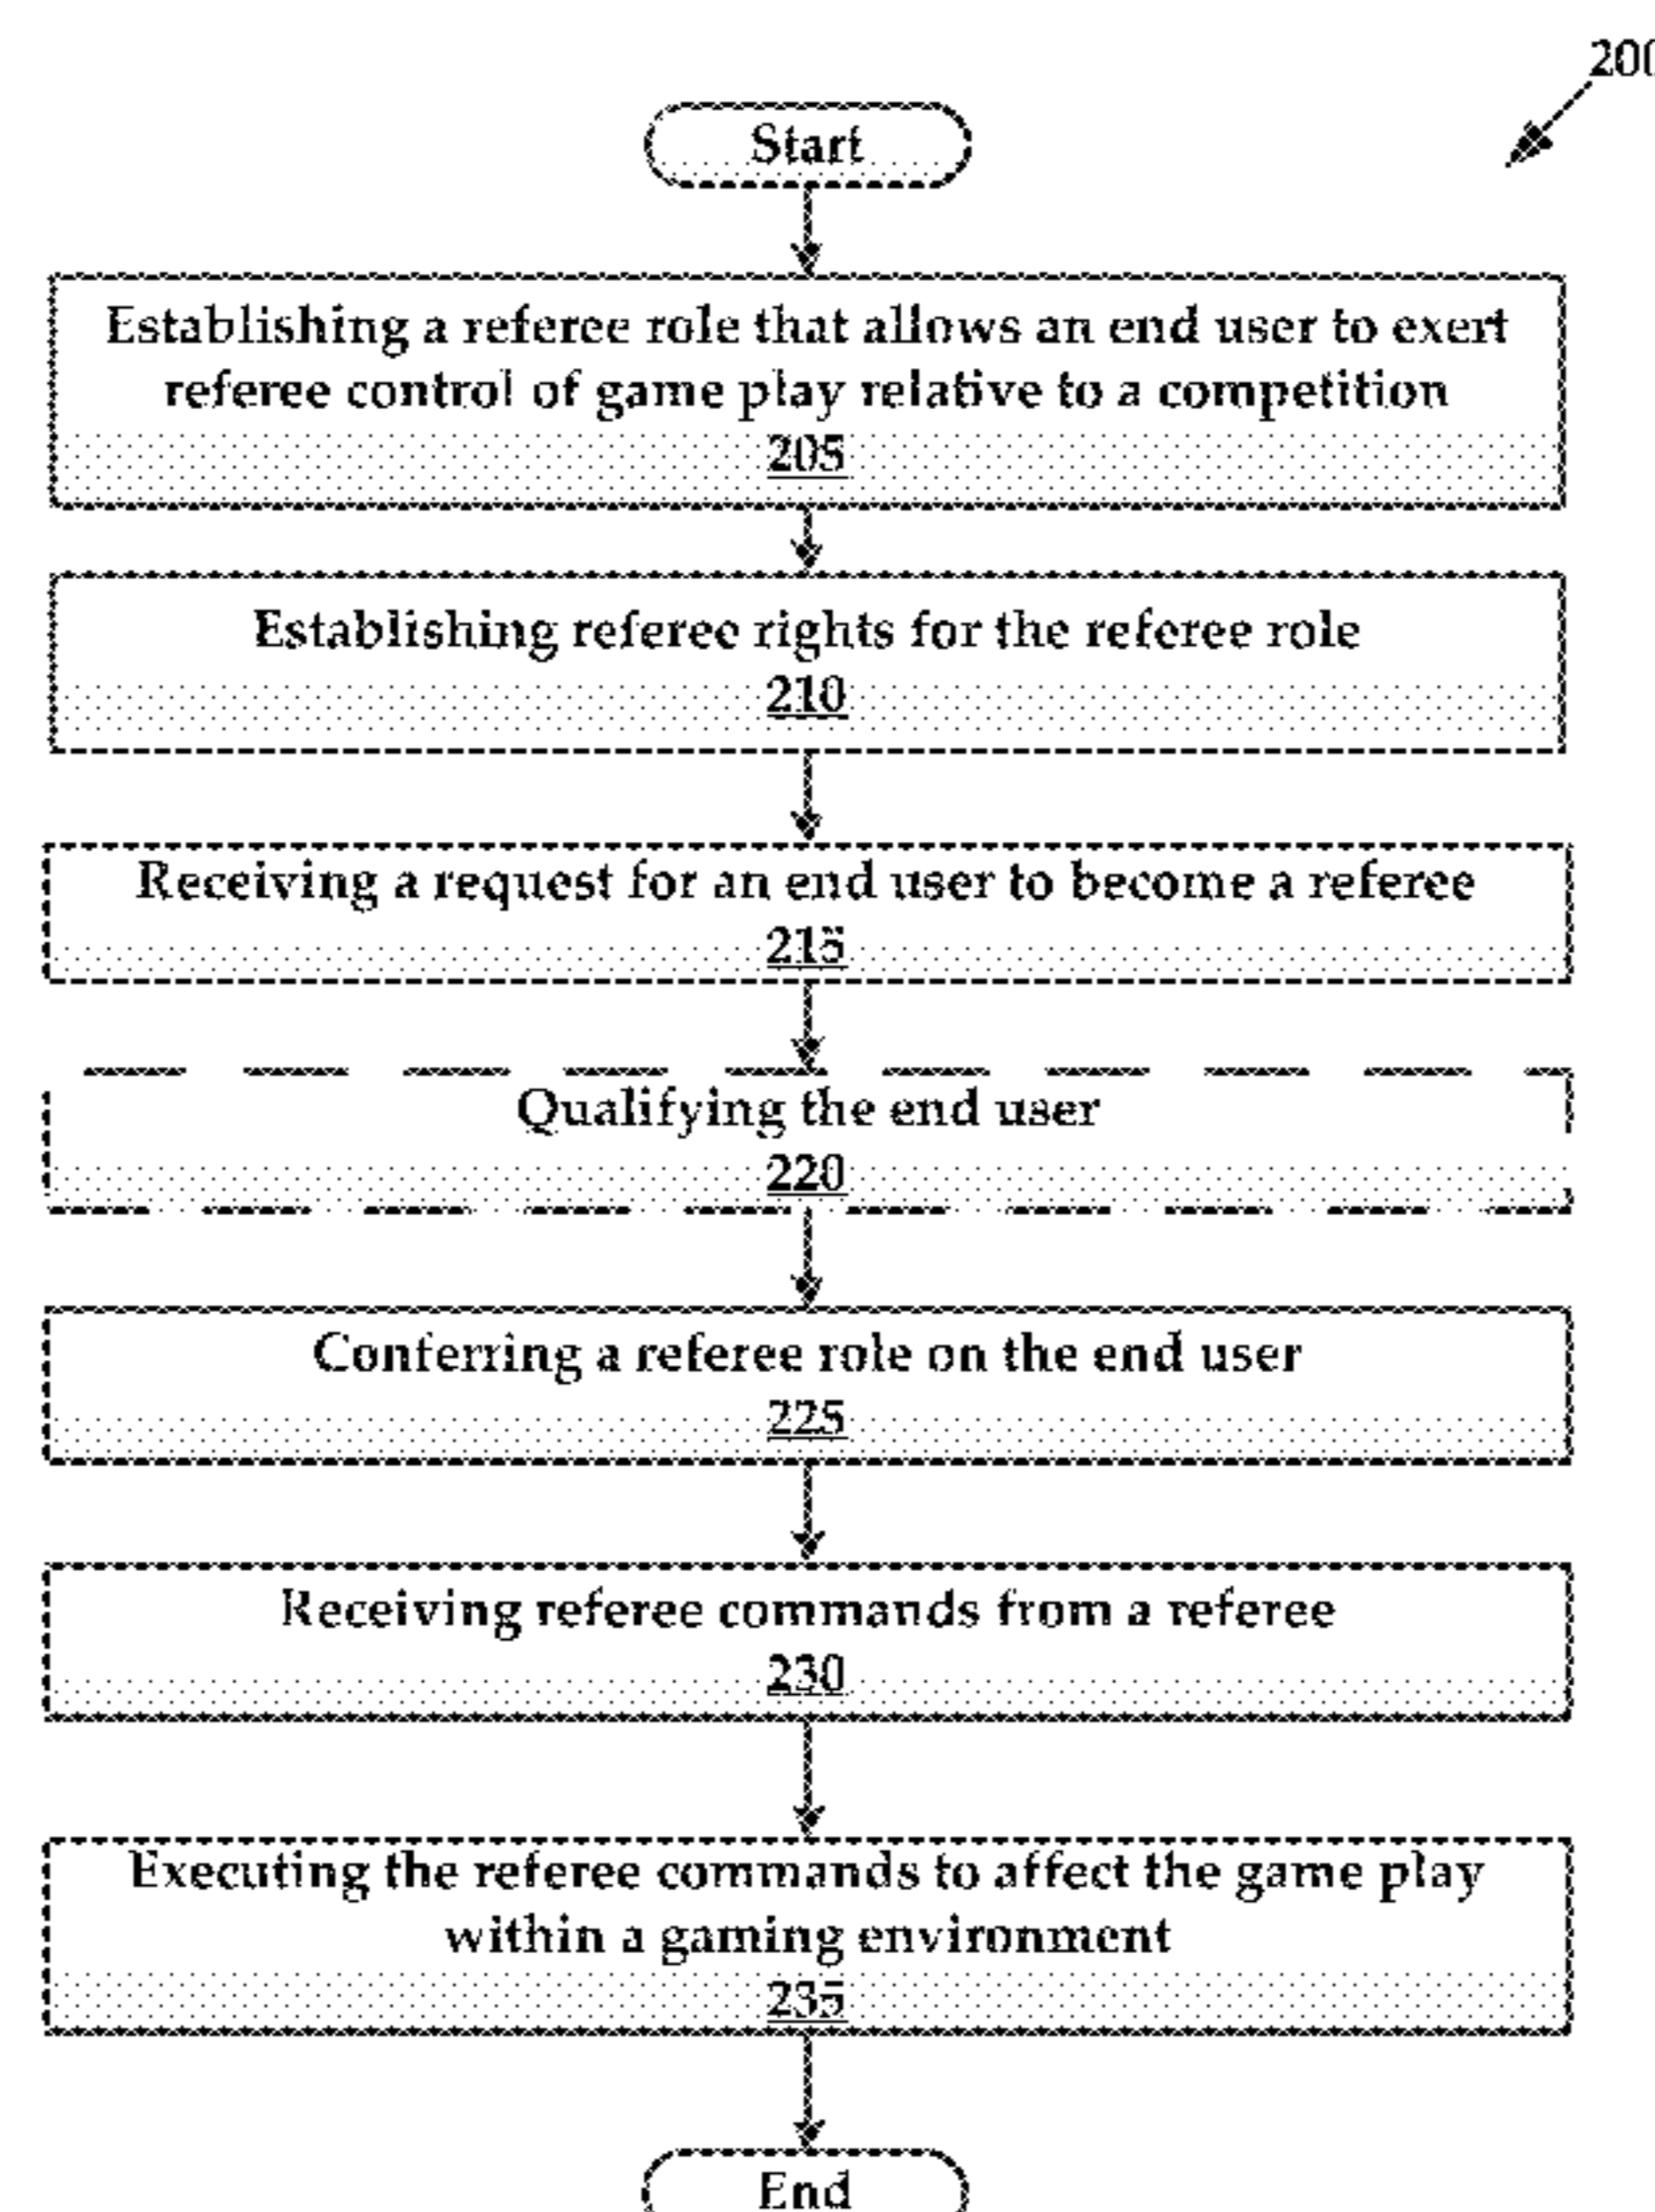 200
Start
Establishing a referee role that allows an end user to exert
referee control of game play relative to a competition
205
Establishing referee rights for the referee role
210
Receiving a request for an end user to become a referee
215
Qualifying the end user
220
Conferring a referee role on the end user
225
Receiving referee commands from a referee
230
Executing the referee commands to affect the game play
within a gaming environment
235
End